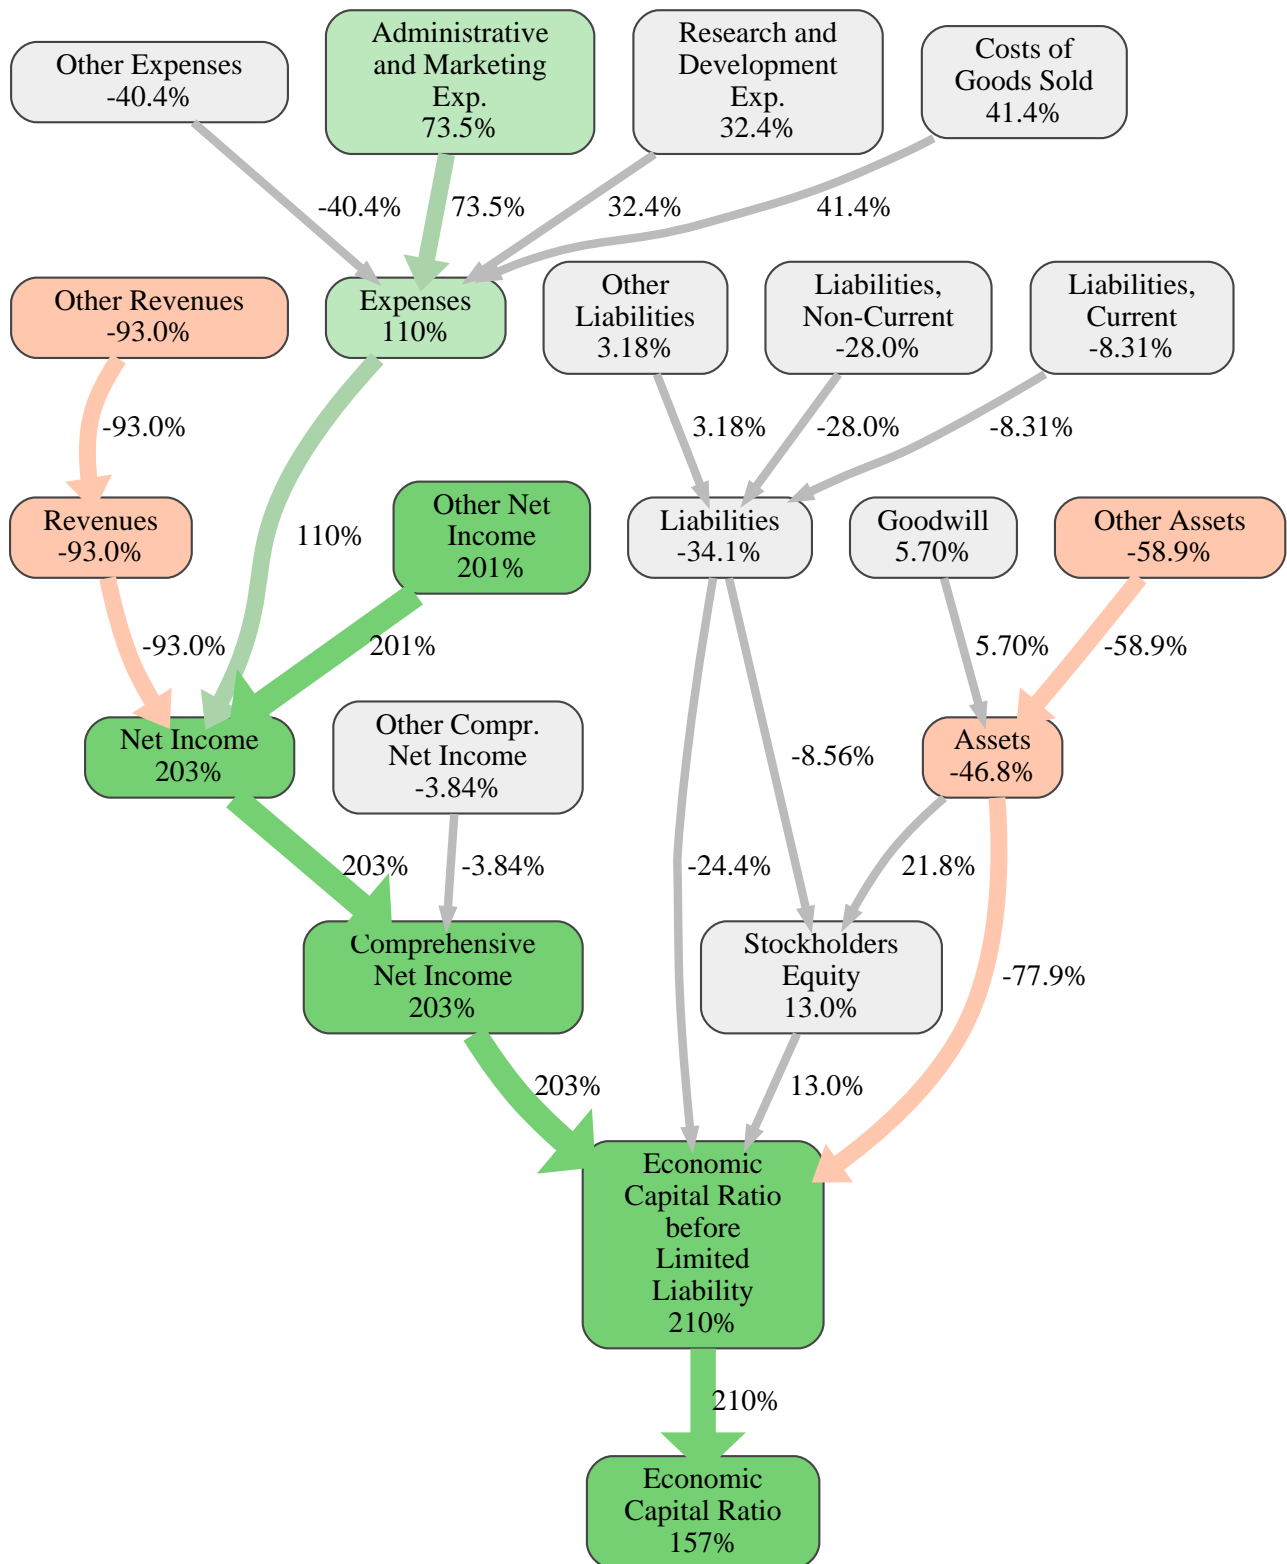 Other Expenses
-40.4%
Administrative
and Marketing
Exp.
73.5%
Research and
Development
Exp.
32.4%
Costs of
Goods Sold
41.4%
-40.4%
73.5%
32.4%
41.4%
Other Revenues
-93.0%
Expenses
110%
Other
Liabilities
3.18%
Liabilities,
Non-Current
-28.0%
Liabilities,
Current
-8.31%
-93.0%
3.18%
-28.0%
-8.31%
Revenues
-93.0%
110%
Other Net
Income
201%
Liabilities
-34.1%
Goodwill
5.70%
Other Assets
-58.9%
-93.0%
201%
5.70%
-58.9%
Net Income
203%
Other Compr.
Net Income
-3.84%
-8.56%
Assets
-46.8%
203%
-3.84%
-24.4%
21.8%
Comprehensive
Net Income
203%
Stockholders
Equity
13.0%
-77.9%
203%
13.0%
Economic
Capital Ratio
before
Limited
Liability
210%
210%
Economic
Capital Ratio
157%